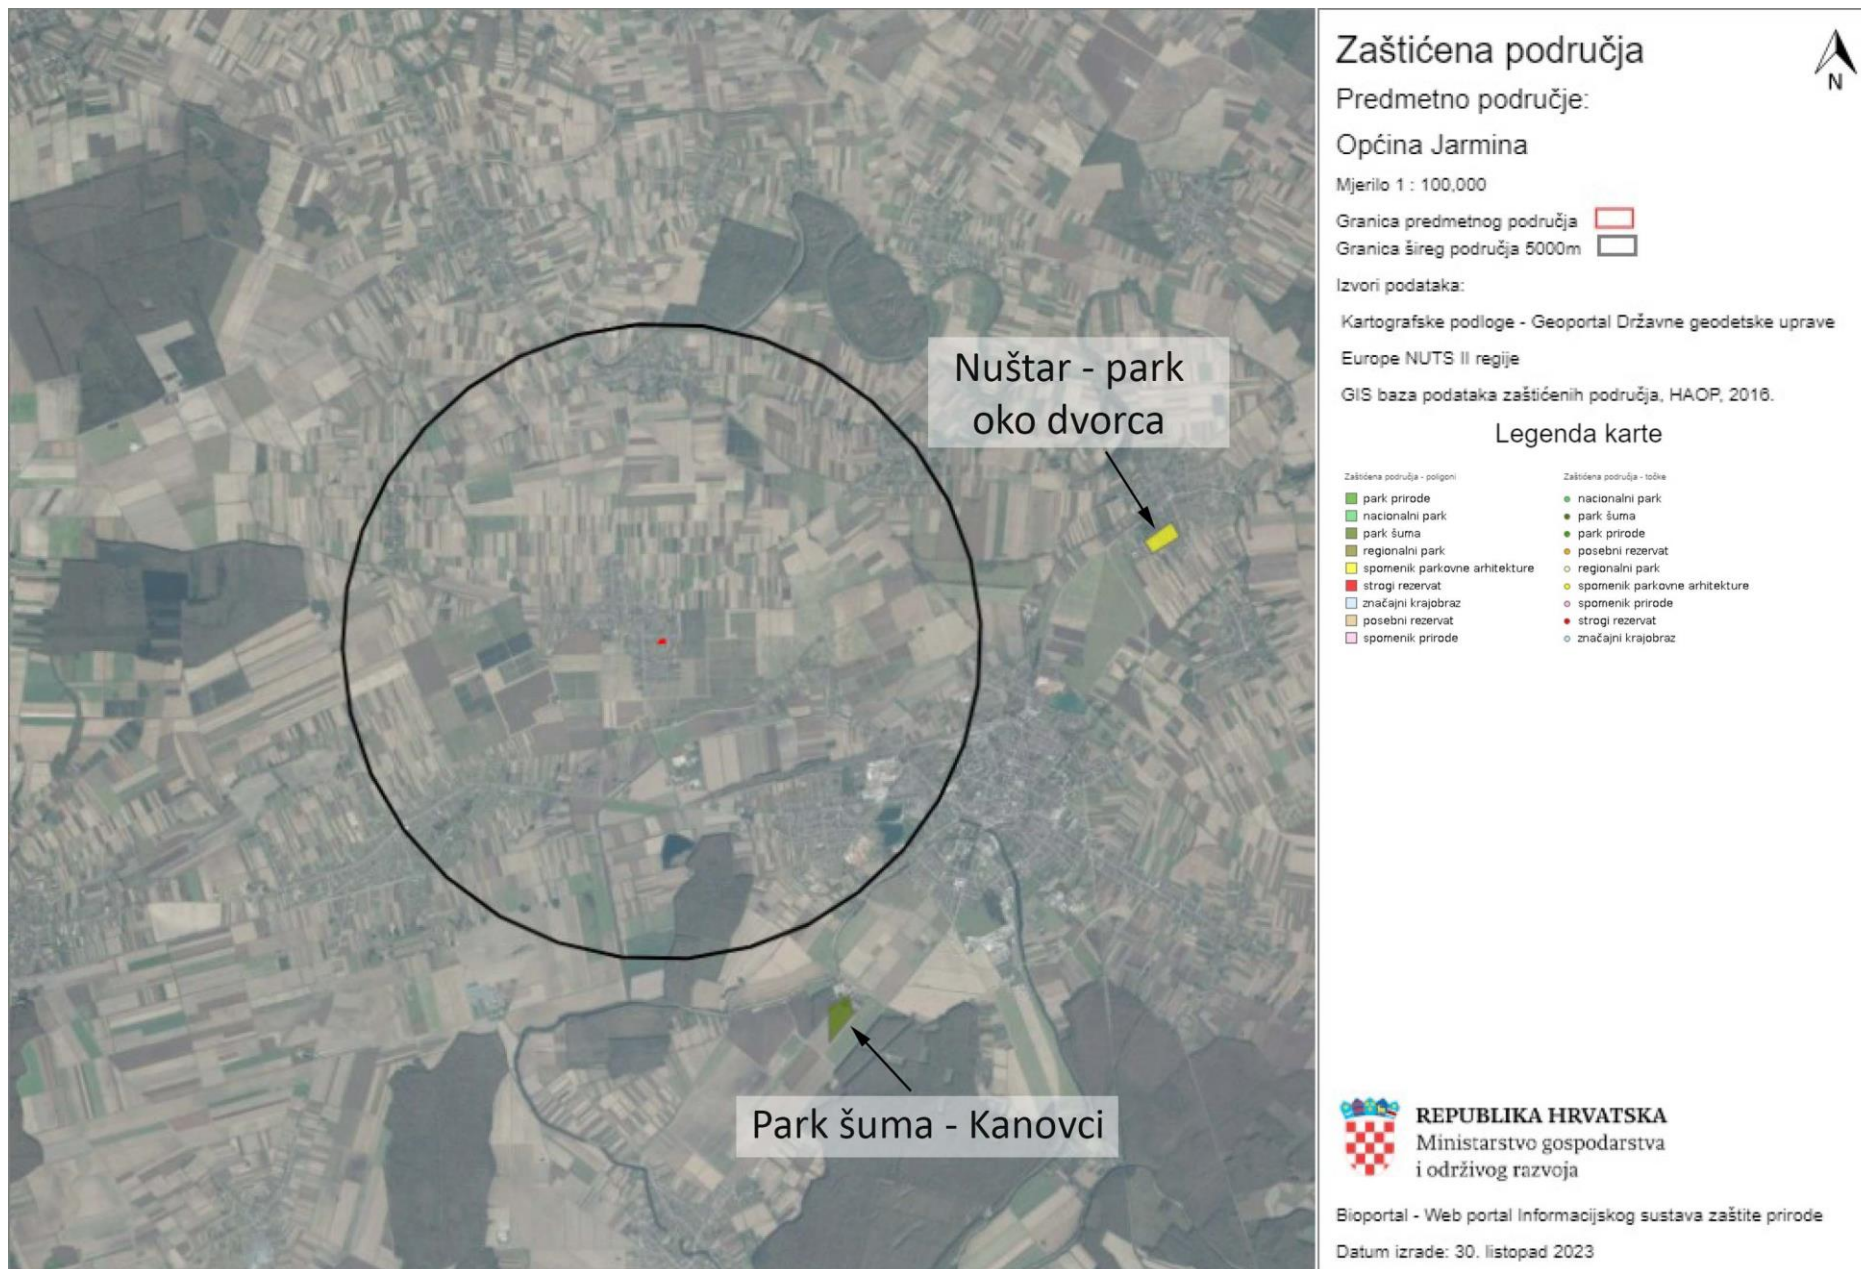 Nuštar - park
oko dvorca
Park šuma - Kanovci
Zaštićena područja
N
Predmetno područje:
Općina Jarmina
Mjerilo 1 : 100,000
Granica predmetnog područja
Granica šireg područja 5000m
Izvori podataka:
Kartografske podloge - Geoportal Državne geodetske uprave
Europe NUTS II regije
GIS baza podataka zaštićenih područja, HAOP, 2016.
Legenda karte
Zaštićena područja - poligoni
park prirode
nacionalni park
park šuma
regionalni park
spomenik parkovne arhitekture
strogi rezervat
značajni krajobraz
posebni rezervat
spomenik prirode
Zaštićena područja - točke
nacionalni park
park šuma
park prirode
posebni rezervat
regionalni park
spomenik parkovne arhitekture
spomenik prirode
strogi rezervat
značajni krajobraz
REPUBLIKA HRVATSKA
Ministarstvo gospodarstva
i održivog razvoja
Bioportal - Web portal Informacijskog sustava zaštite prirode
Datum izrade: 30. listopad 2023